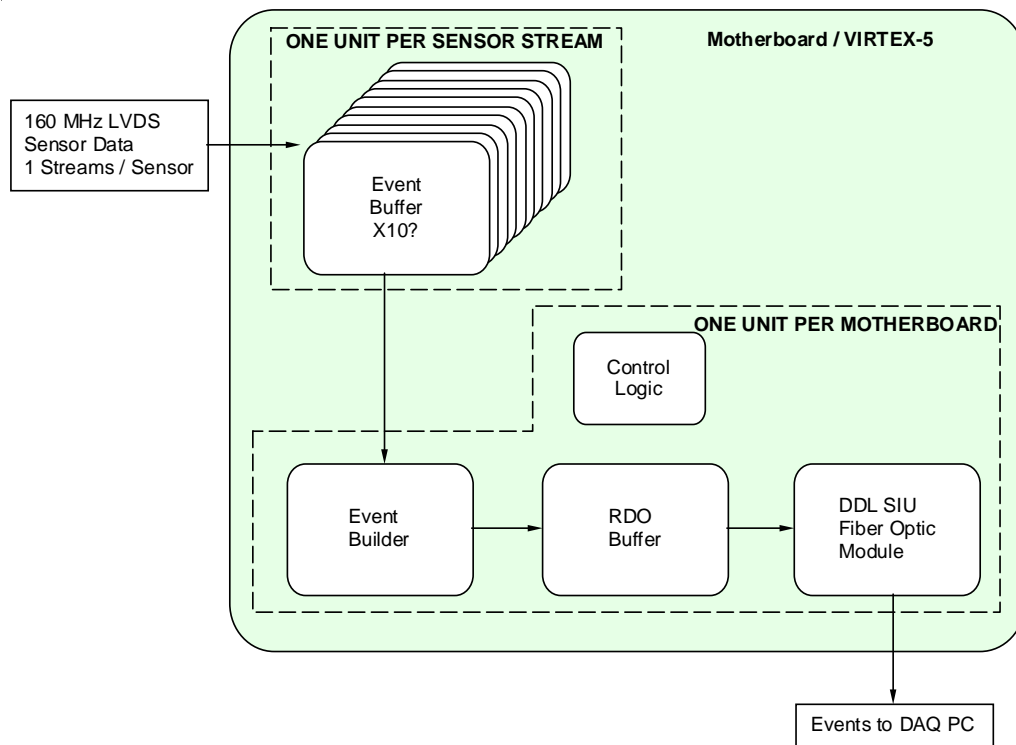 ONE UNIT PER SENSOR STREAM
Motherboard / VIRTEX-5
160 MHz LVDS
Sensor Data
1 Streams / Sensor
Event
Buffer
X10?
ONE UNIT PER MOTHERBOARD
Control
Logic
Event
Builder
RDO
Buffer
DDL SIU
Fiber Optic
Module
Events to DAQ PC